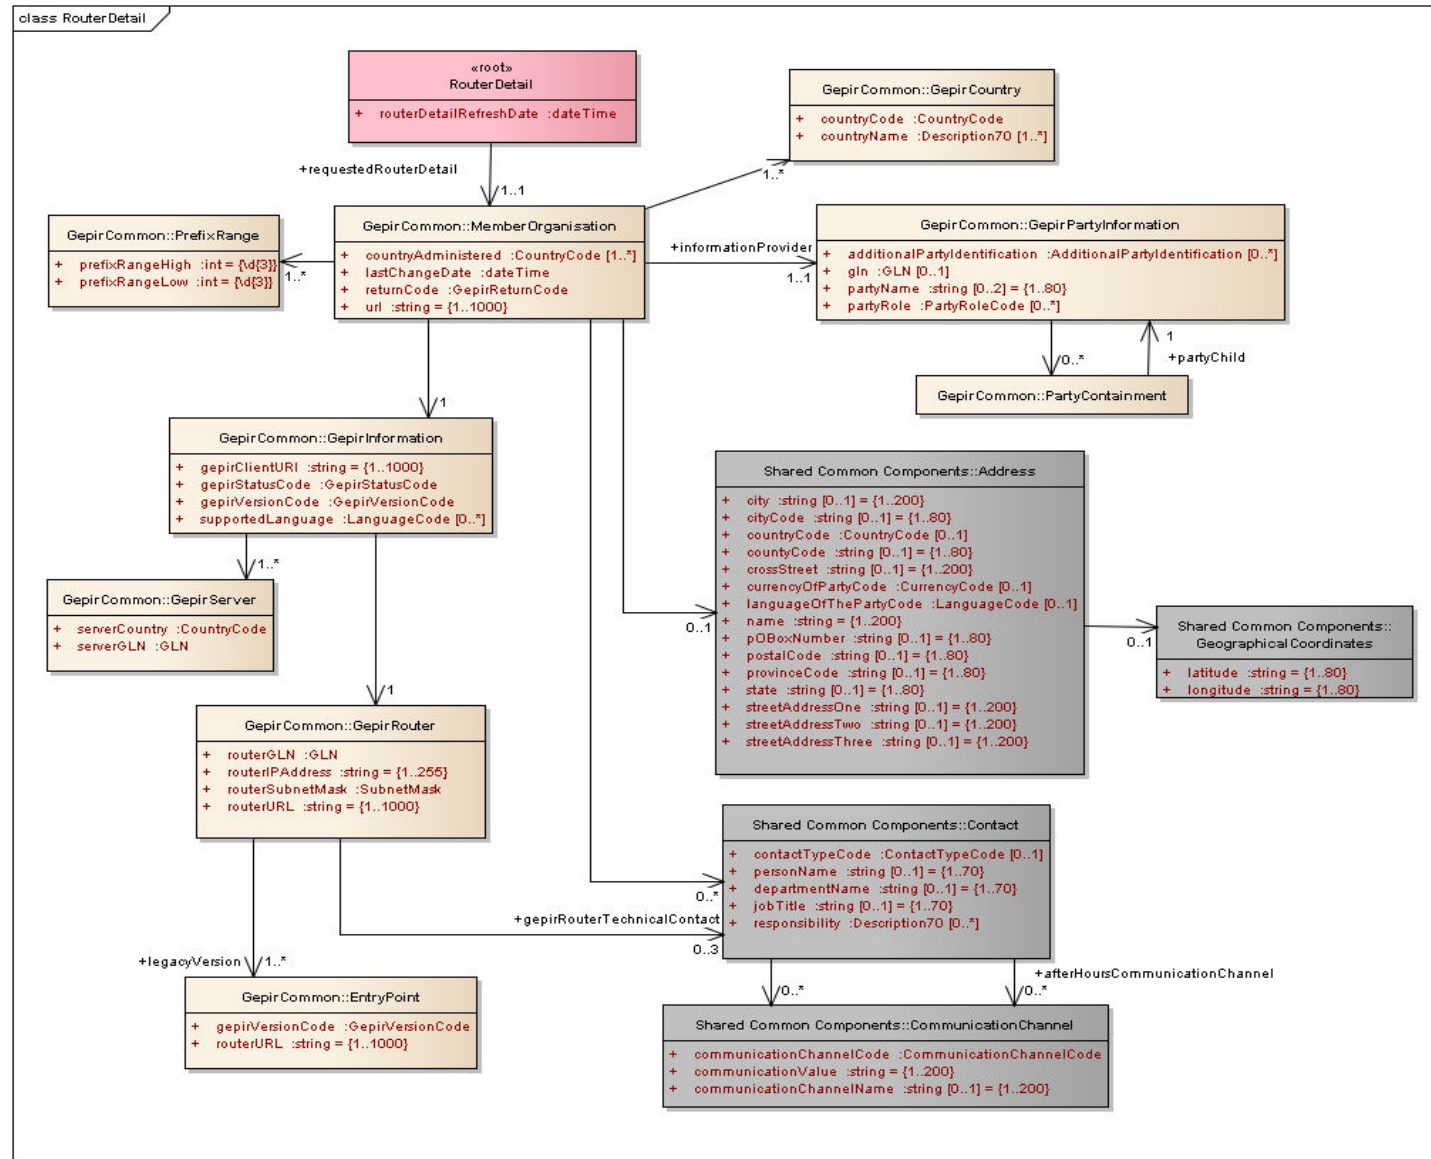 class RouterDetail
«root»
RouterDetail
+ routerDetailRefreshDate :dateTime
GepirCommon::GepirCountry
+ countryCode :CountryCode
+ countryName :Description70 [1..*]
+requestedRouterDetail
1..1
1..*
GepirCommon::PrefixRange
+ prefixRangeHigh :int = {\d{3}}
+ prefixRangeLow :int = {\d{3}}
1..*
GepirCommon::MemberOrganisation
+ countryAdministered :CountryCode [1..*]
+ lastChangeDate :dateTime
+ returnCode :GepirReturnCode
+ url :string = {1..1000}
+informationProvider
1..1
GepirCommon::GepirPartyInformation
+ additionalPartyIdentification :AdditionalPartyIdentification [0..*]
+ gln :GLN [0..1]
+ partyName :string [0..2] = {1..80}
+ partyRole :PartyRoleCode [0..*]
0..*
1
+partyChild
GepirCommon::PartyContainment
1
GepirCommon::GepirInformation
+ gepirClientURI :string = {1..1000}
+ gepirStatusCode :GepirStatusCode
+ gepirVersionCode :GepirVersionCode
+ supportedLanguage :LanguageCode [0..*]
1..*
GepirCommon::GepirServer
+ serverCountry :CountryCode
+ serverGLN :GLN
Shared Common Components::Address
+ city :string [0..1] = {1..200}
+ cityCode :string [0..1] = {1..80}
+ countryCode :CountryCode [0..1]
+ countyCode :string [0..1] = {1..80}
+ crossStreet :string [0..1] = {1..200}
+ currencyOfPartyCode :CurrencyCode [0..1]
+ languageOfThePartyCode :LanguageCode [0..1]
+ name :string = {1..200}
+ pOBoxNumber :string [0..1] = {1..80}
+ postalCode :string [0..1] = {1..80}
+ provinceCode :string [0..1] = {1..80}
+ state :string [0..1] = {1..80}
+ streetAddressOne :string [0..1] = {1..200}
+ streetAddressTwo :string [0..1] = {1..200}
+ streetAddressThree :string [0..1] = {1..200}
0..1
0..1
Shared Common Components::
GeographicalCoordinates
+ latitude :string = {1..80}
+ longitude :string = {1..80}
1
GepirCommon::GepirRouter
+ routerGLN :GLN
+ routerIPAddress :string = {1..255}
+ routerSubnetMask :SubnetMask
+ routerURL :string = {1..1000}
Shared Common Components::Contact
+ contactTypeCode :ContactTypeCode [0..1]
+ personName :string [0..1] = {1..70}
+ departmentName :string [0..1] = {1..70}
+ jobTitle :string [0..1] = {1..70}
+ responsibility :Description70 [0..*]
0..*
+gepirRouterTechnicalContact
0..3
+legacyVersion
1..*
GepirCommon::EntryPoint
+ gepirVersionCode :GepirVersionCode
+ routerURL :string = {1..1000}
0..*
+afterHoursCommunicationChannel
0..*
Shared Common Components::CommunicationChannel
+ communicationChannelCode :CommunicationChannelCode
+ communicationValue :string = {1..200}
+ communicationChannelName :string [0..1] = {1..200}